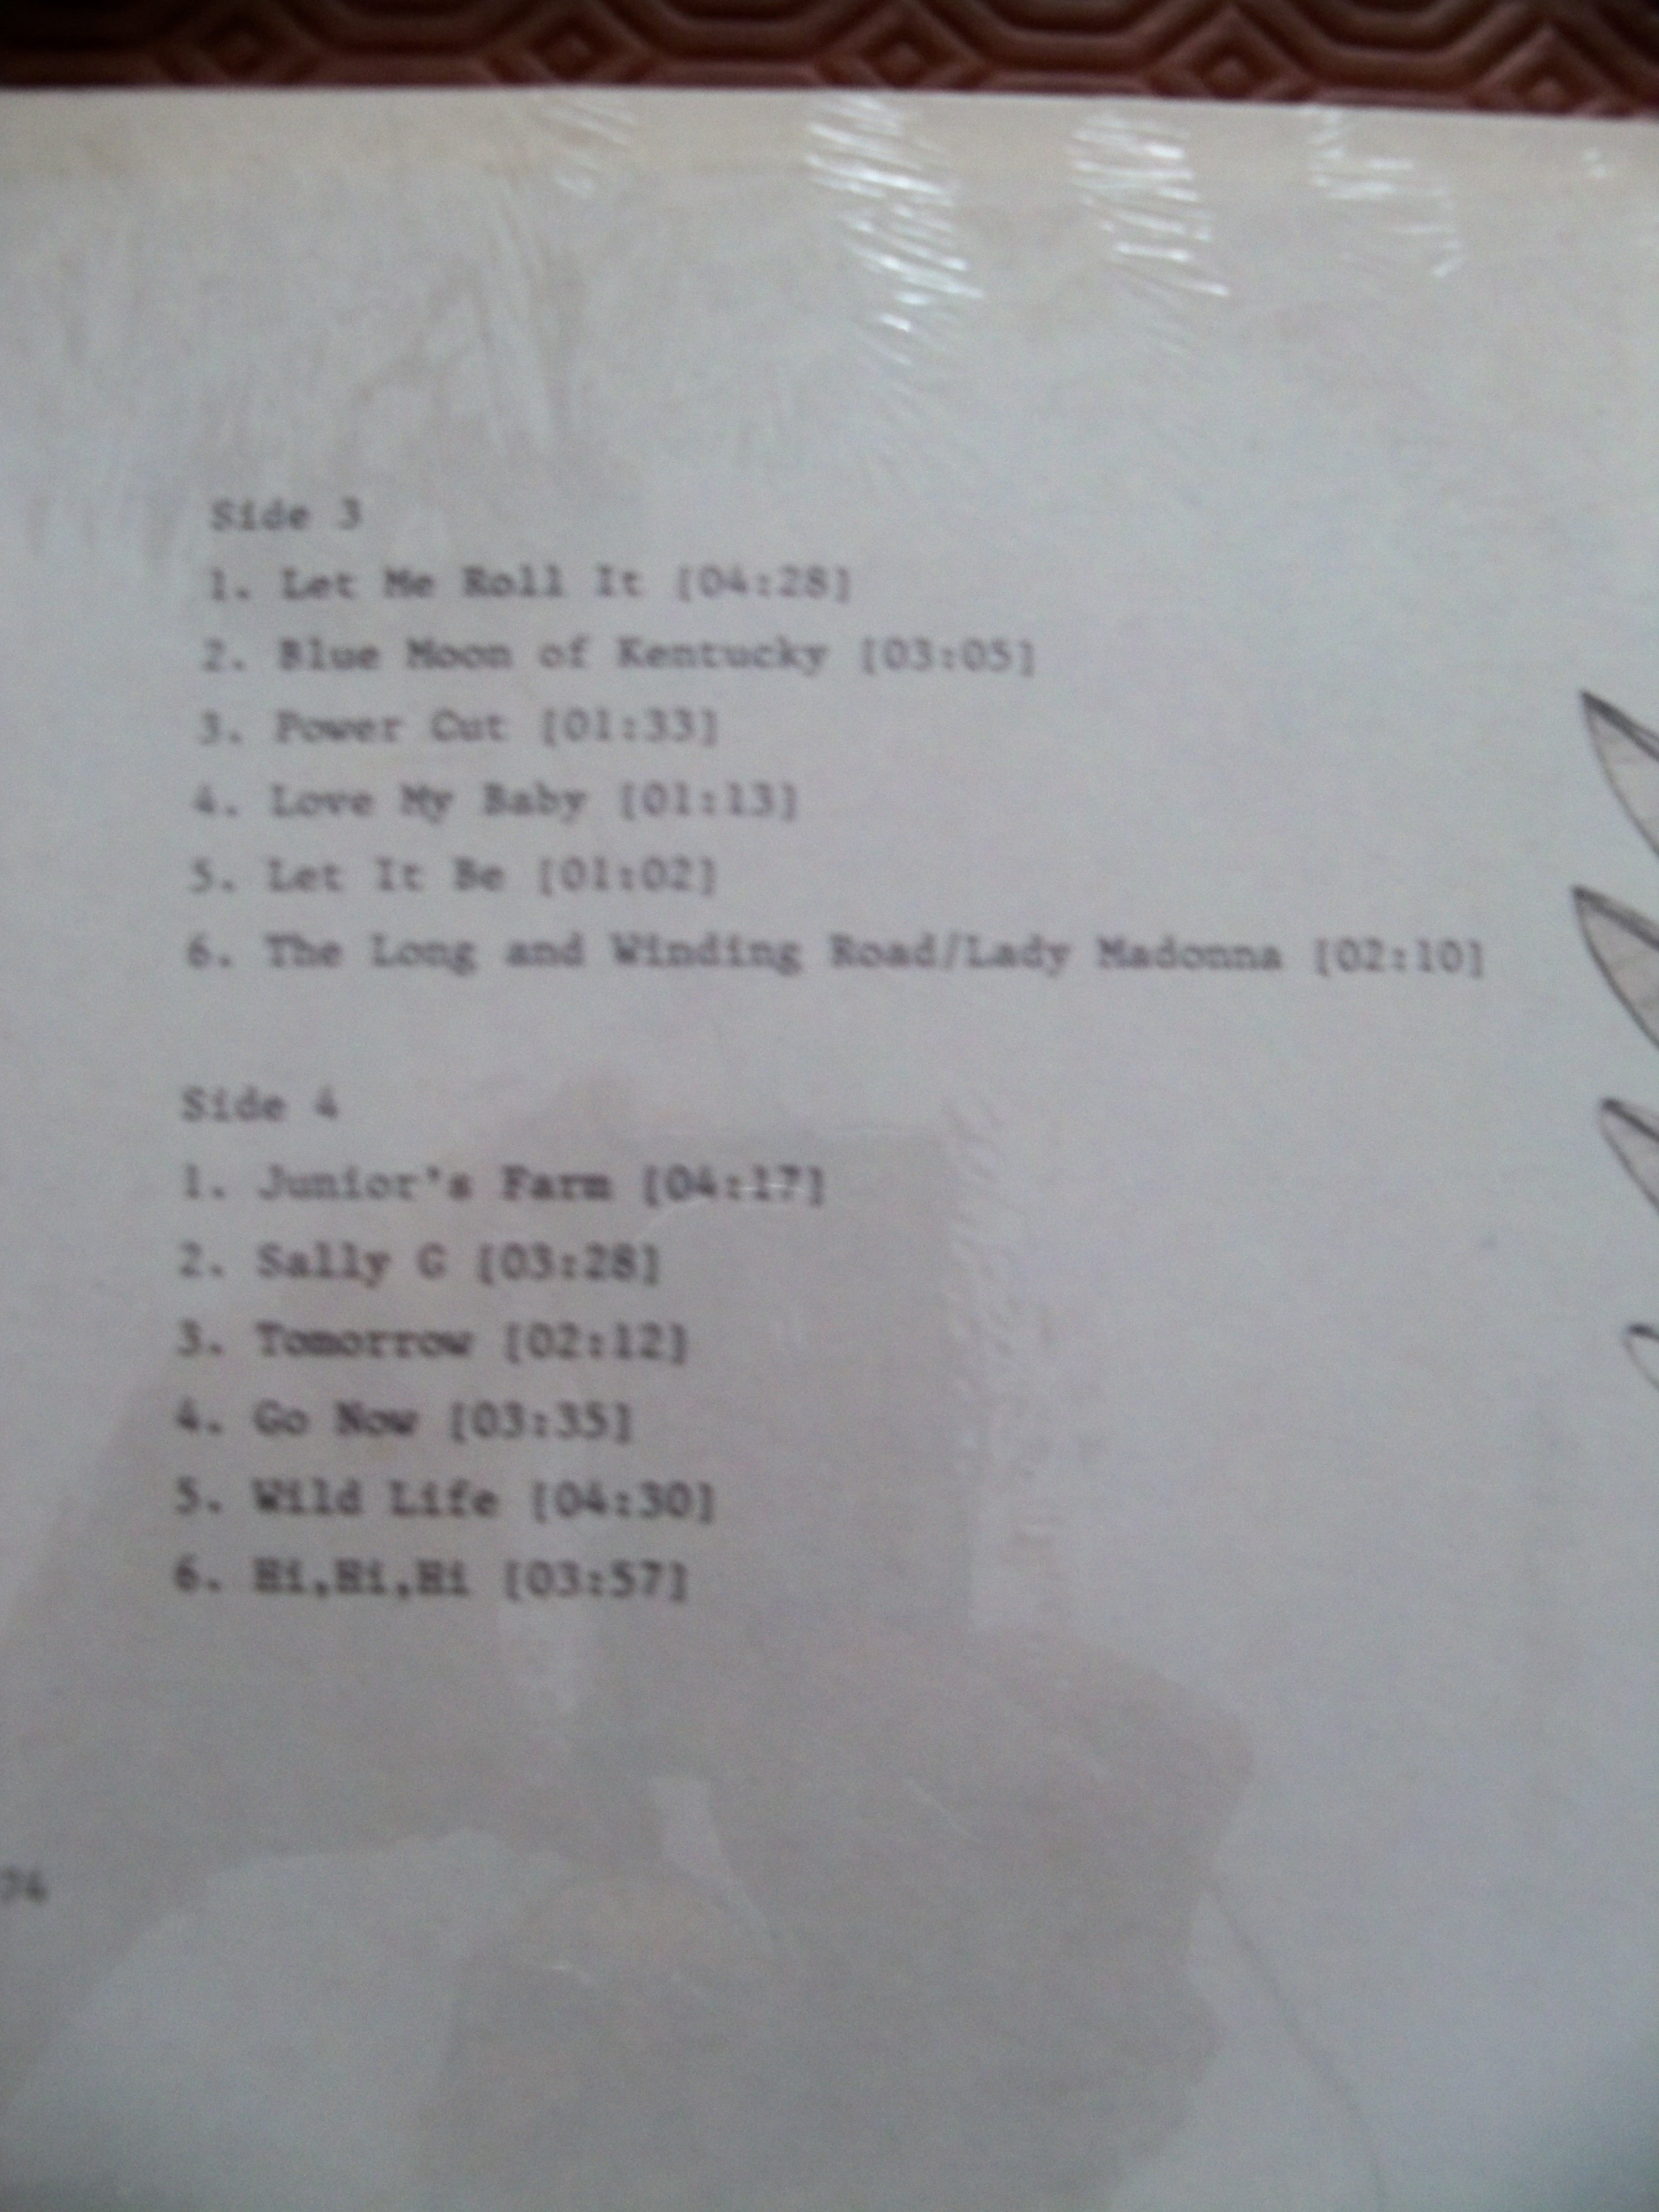 Side 3
1. Let Me Roll It [04:28]
2. Blue Moon of Kentucky [03:05]
3. Power Cut [01:33]
4. Love My Baby [01:13]
5. Let It Be [01:02]
6. The Long and Winding Road/Lady Madonna [02:10]
Side 4
1. Junior's Farm [04:17]
2. Sally G [03:28]
3. Tomorrow [02:12]
4. Go Now [03:35]
5. Wild Life [04:30]
6. Hi,Hi,Hi [03:57]
74